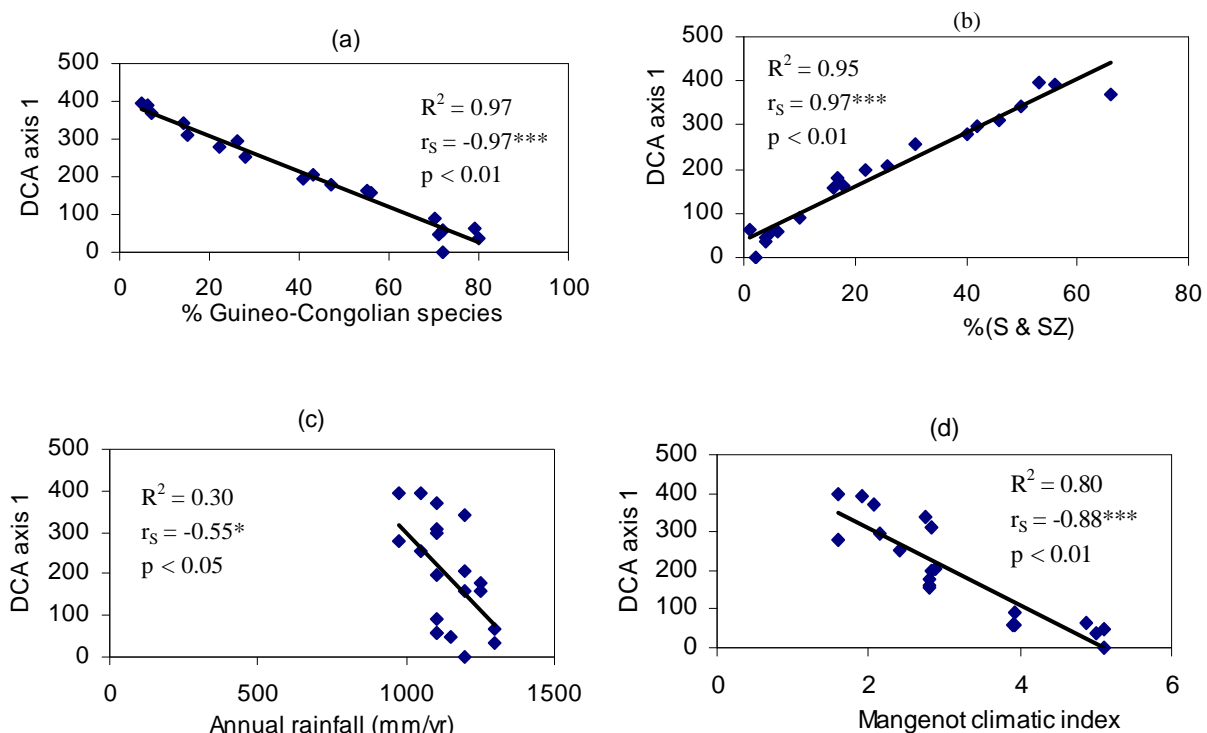 (a)
DCA axis 1
500
400
300
200
100
0
R² = 0.97
r_S = -0.97***
p < 0.01
0 20 40 60 80 100
% Guineo-Congolian species
(b)
DCA axis 1
500
400
300
200
100
0
R² = 0.95
r_S = 0.97***
p < 0.01
0 20 40 60 80
%(S & SZ)
(c)
DCA axis 1
500
400
300
200
100
0
R² = 0.30
r_S = -0.55*
p < 0.05
0 500 1000 1500
Annual rainfall (mm/yr)
(d)
DCA axis 1
500
400
300
200
100
0
R² = 0.80
r_S = -0.88***
p < 0.01
0 2 4 6
Mangenot climatic index